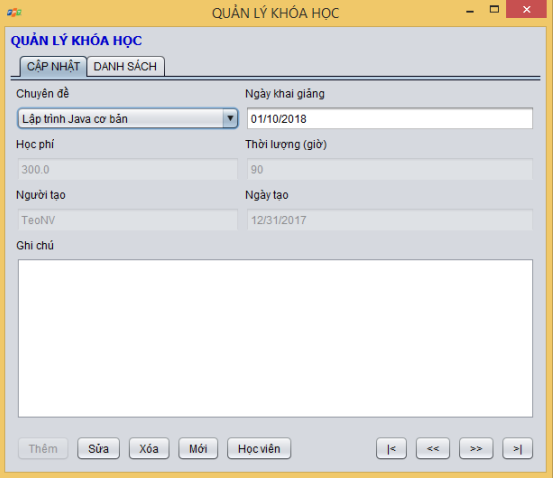 QUẢN LÝ KHÓA HỌC
QUẢN LÝ KHÓA HỌC
CẬP NHẬT DANH SÁCH
Chuyên đề Ngày khai giảng
Lập trình Java cơ bản 01/10/2018
Học phí Thời lượng (giờ)
300.0 90
Người tạo Ngày tạo
TeoNV 12/31/2017
Ghi chú
Thêm Sửa Xóa Mới Học viên |< << >> >|